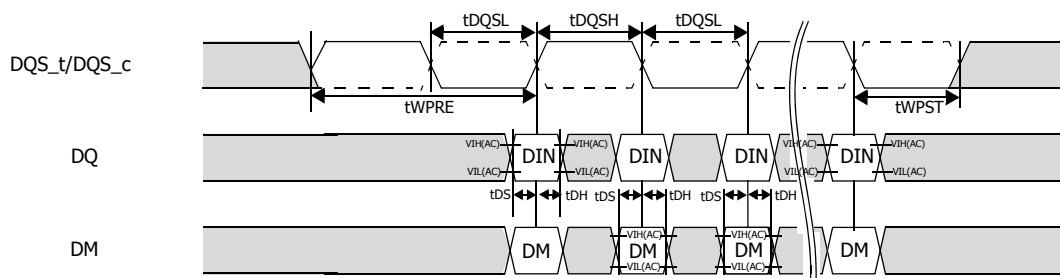 tDQSL tDQSH tDQSL
DQS_t/DQS_c
tWPRE tWPST
VIH(AC) VIH(AC) VIH(AC) VIH(AC)
DQ DIN DIN DIN DIN
VIL(AC) VIL(AC) VIL(AC) VIL(AC)
tDS tDH tDS tDH tDS tDH
VIH(AC) VIH(AC)
DM DM DM DM DM
VIL(AC) VIL(AC)